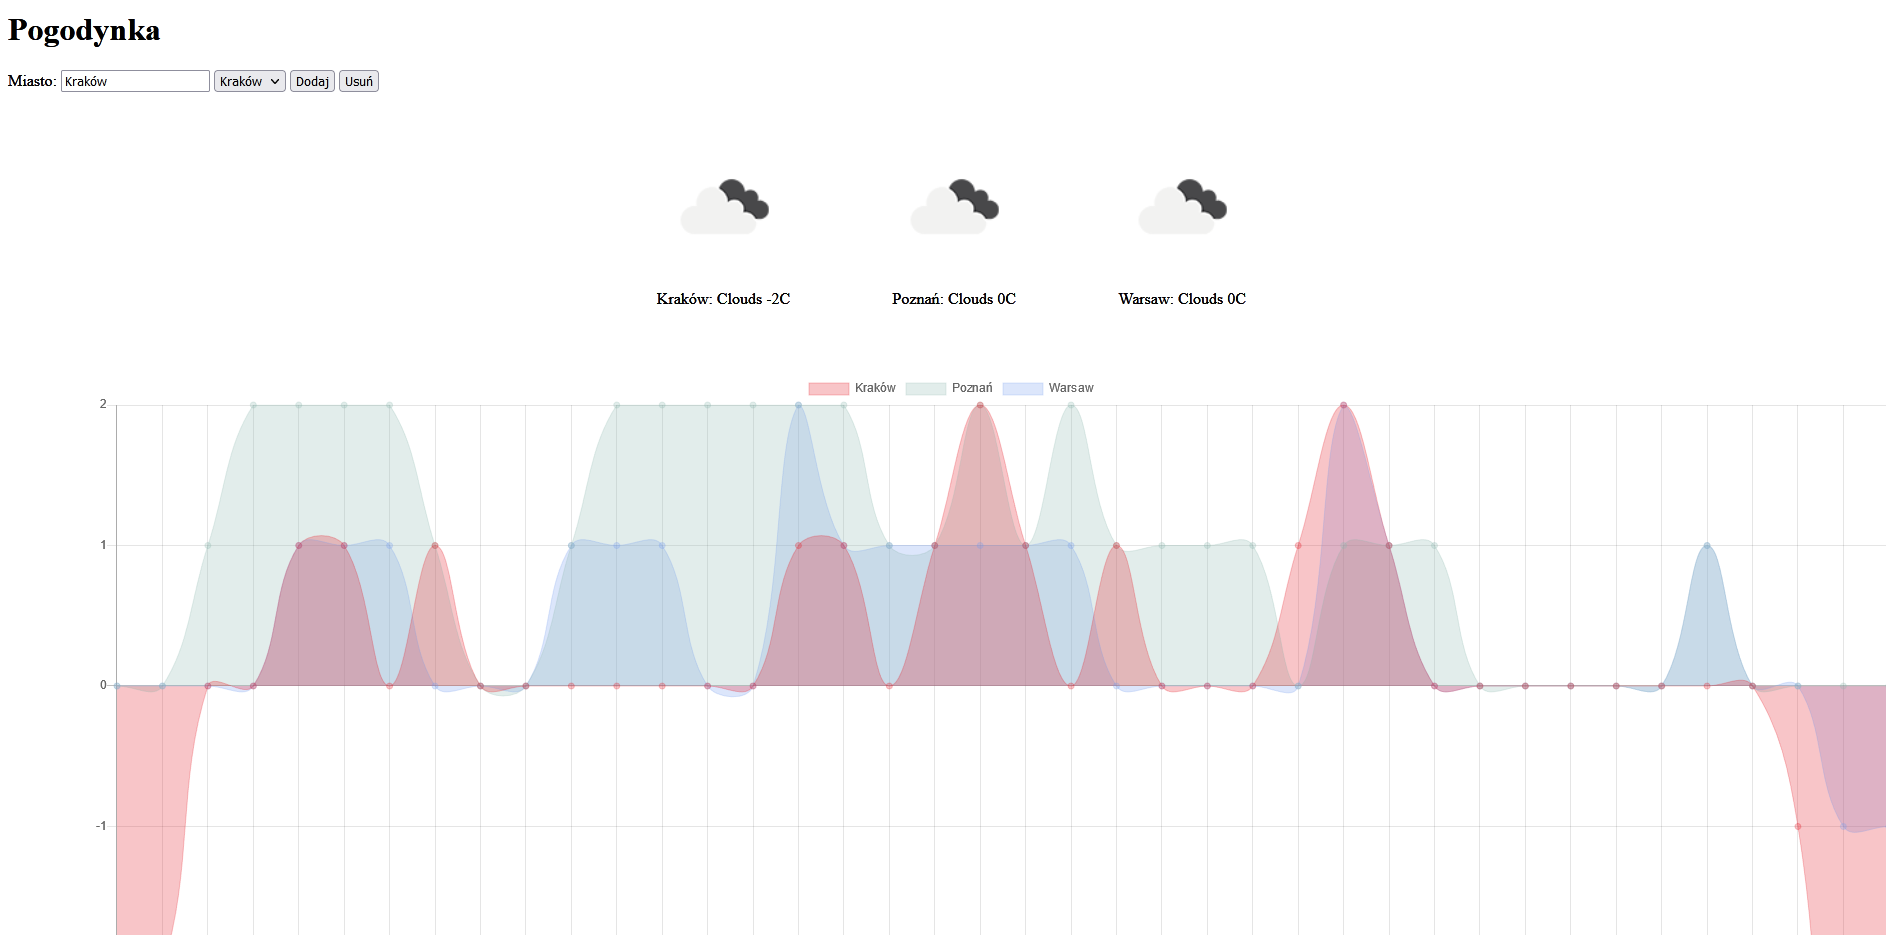 Pogodynka
Miasto: Kraków Kraków Dodaj Usuń
Kraków: Clouds -2C Poznań: Clouds 0C Warsaw: Clouds 0C
Kraków Poznań Warsaw
2
1
0
-1